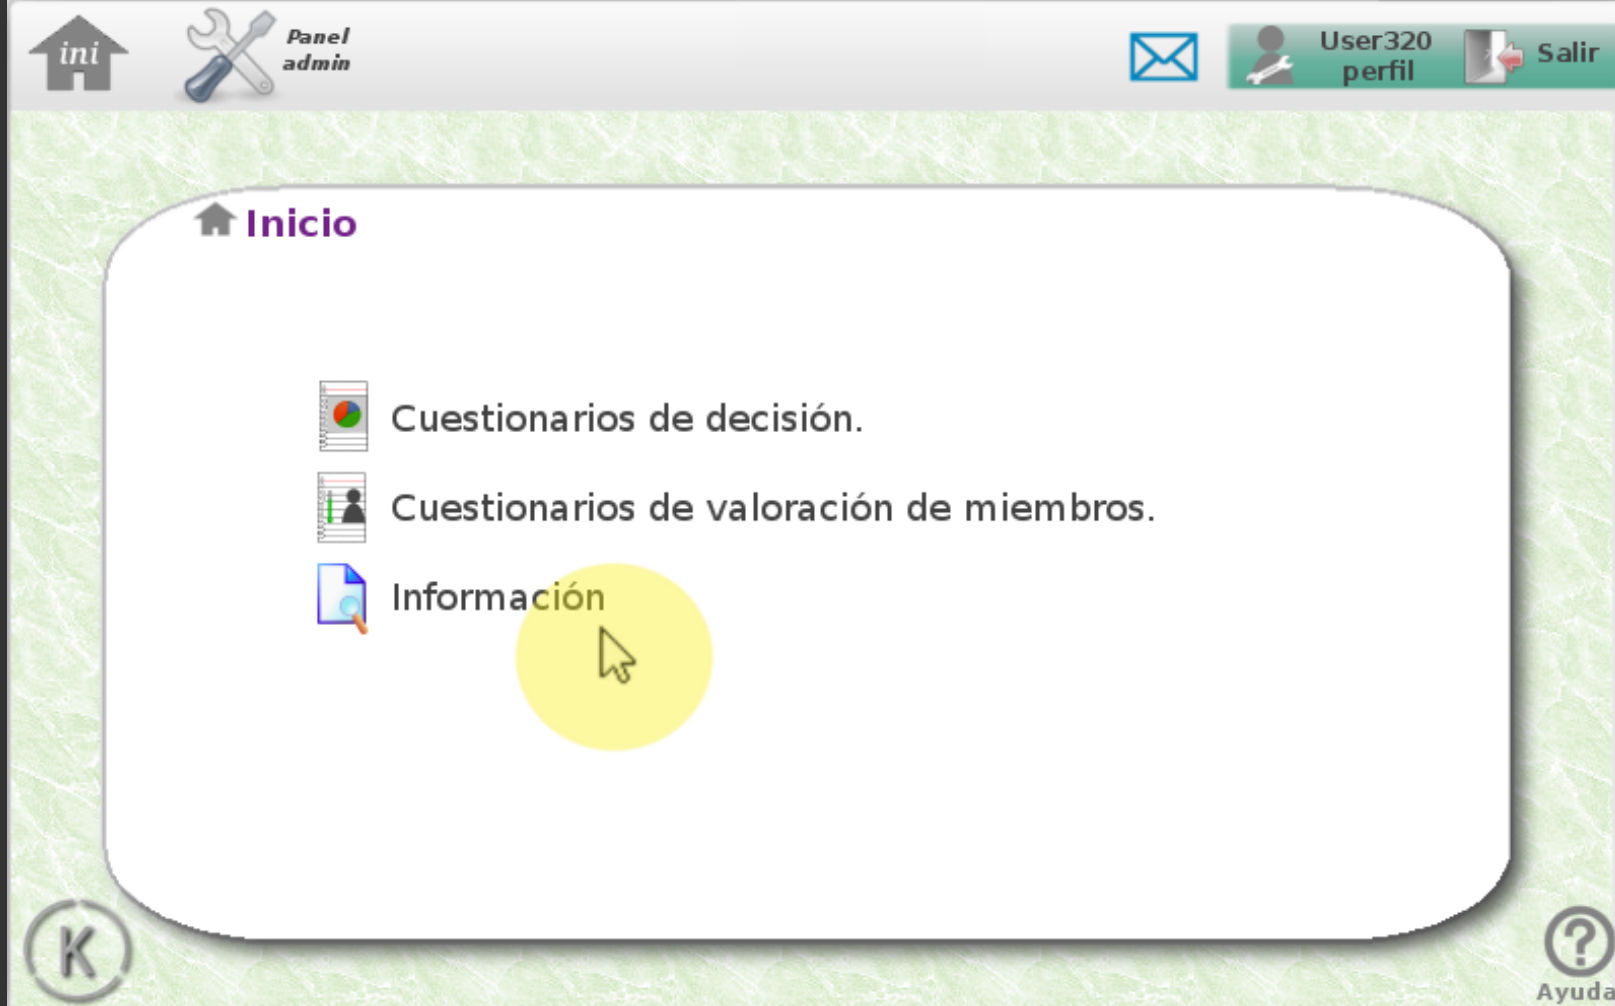 ini
Panel
admin
User320
perfil
Salir
Inicio
Cuestionarios de decisión.
Cuestionarios de valoración de miembros.
Información
K
?
Ayuda